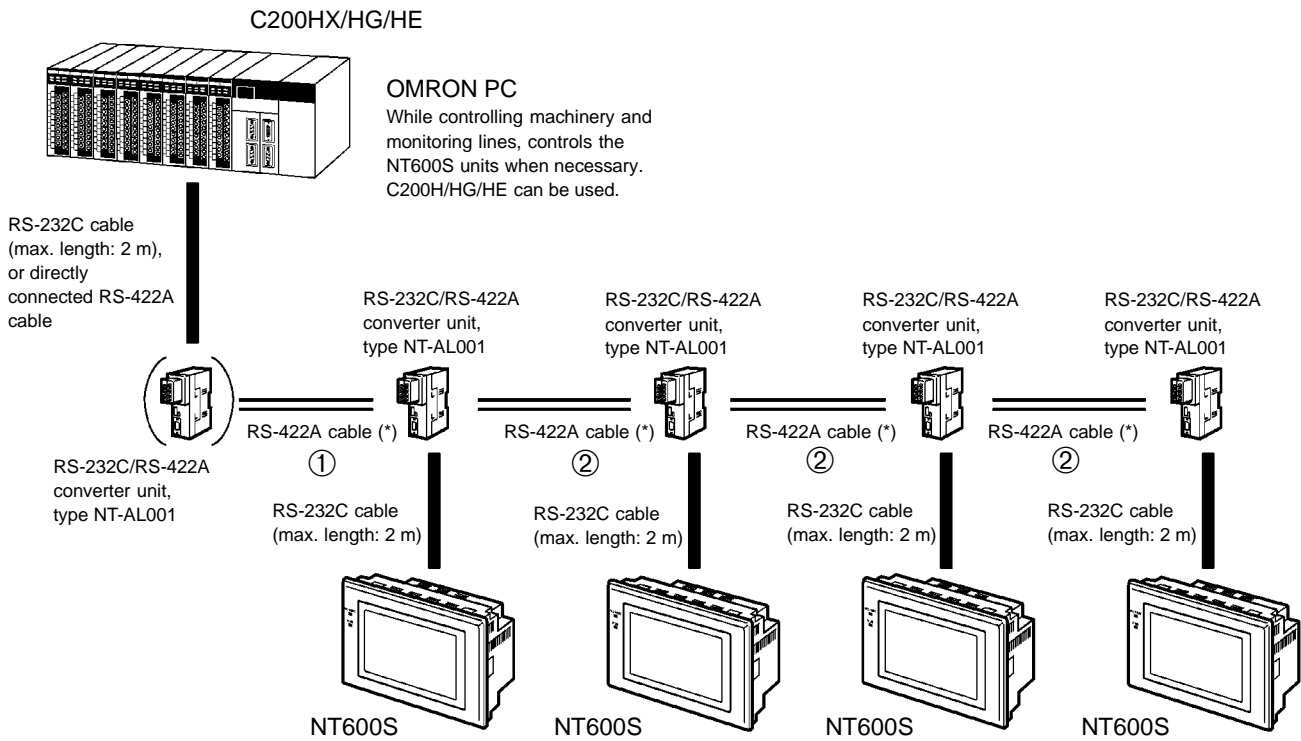 C200HX/HG/HE
OMRON PC
While controlling machinery and
monitoring lines, controls the
NT600S units when necessary.
C200H/HG/HE can be used.
RS-232C cable
(max. length: 2 m),
or directly
connected RS-422A
cable
RS-232C/RS-422A
converter unit,
type NT-AL001
RS-232C/RS-422A
converter unit,
type NT-AL001
RS-232C/RS-422A
converter unit,
type NT-AL001
RS-232C/RS-422A
converter unit,
type NT-AL001
RS-422A cable (*)
①
RS-422A cable (*)
②
RS-422A cable (*)
②
RS-422A cable (*)
②
RS-232C/RS-422A
converter unit,
type NT-AL001
RS-232C cable
(max. length: 2 m)
RS-232C cable
(max. length: 2 m)
RS-232C cable
(max. length: 2 m)
RS-232C cable
(max. length: 2 m)
NT600S
NT600S
NT600S
NT600S